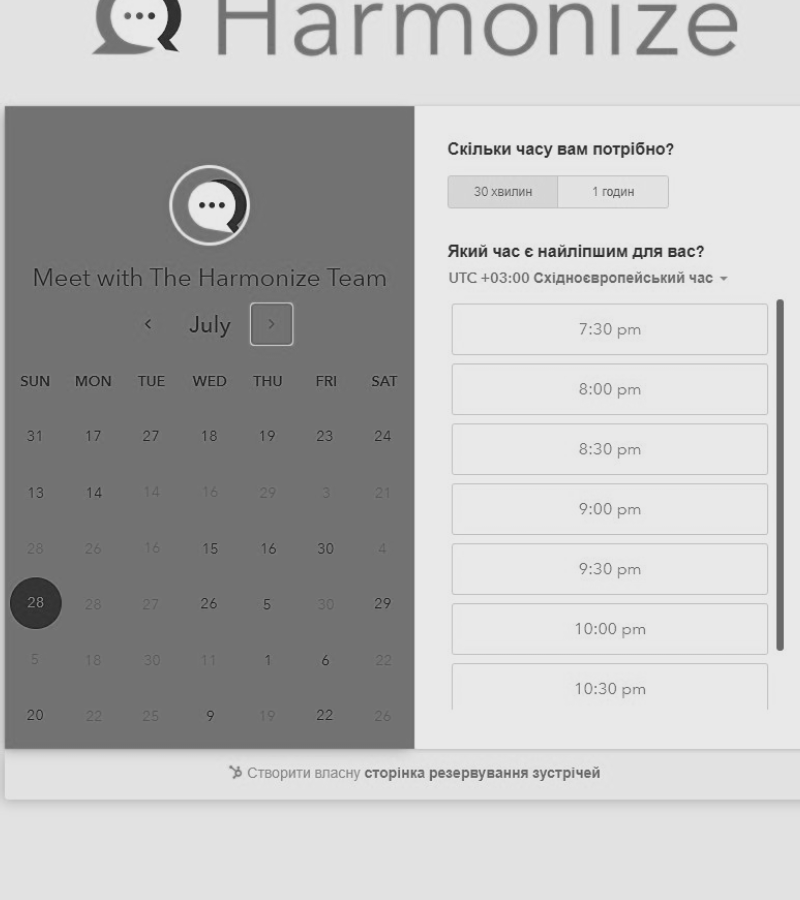 Harmonize
Meet with The Harmonize Team
July
SUN MON TUE WED THU FRI SAT
31 17 27 18 19 23 24
13 14 14 16 29 3 21
28 26 16 15 16 30 4
28 28 27 26 5 30 29
5 18 30 11 1 6 22
20 22 25 9 19 22 26
Скільки часу вам потрібно?
30 хвилин 1 годин
Який час є найліпшим для вас?
UTC +03:00 Східноєвропейський час
7:30 pm
8:00 pm
8:30 pm
9:00 pm
9:30 pm
10:00 pm
10:30 pm
Створити власну сторінка резервування зустрічей